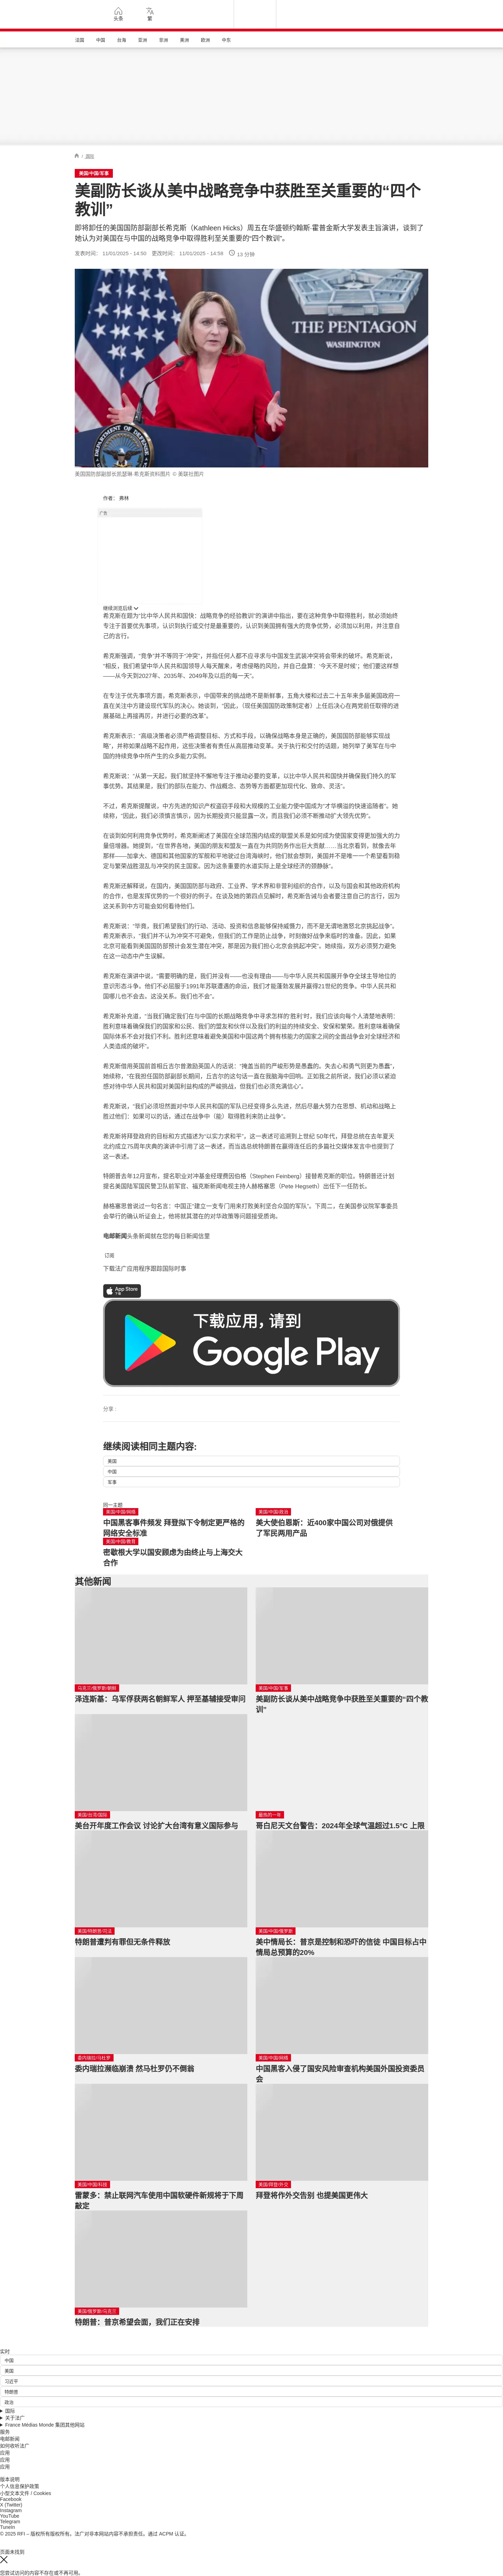 头条
繁
法国
中国
台海
亚洲
非洲
美洲
欧洲
中东
/ 国际
美国/中国/军事
美副防长谈从美中战略竞争中获胜至关重要的“四个
教训”
即将卸任的美国国防部副部长希克斯（Kathleen Hicks）周五在华盛顿约翰斯·霍普金斯大学发表主旨演讲，谈到了
她认为对美国在与中国的战略竞争中取得胜利至关重要的“四个教训”。
发表时间： 11/01/2025 - 14:50 更改时间： 11/01/2025 - 14:58 13 分钟
THE PENTAGON
WASHINGTON
美国国防部副部长凯瑟琳·希克斯资料图片 © 美联社图片
作者： 弗林
广告
继续浏览后续
希克斯在题为“比中华人民共和国快：战略竞争的经验教训”的演讲中指出，要在这种竞争中取得胜利，就必须始终
专注于首要优先事项，认识到执行或交付是最重要的，认识到美国拥有强大的竞争优势，必须加以利用，并注意自
己的言行。
希克斯强调，“竞争”并不等同于“冲突”，并指任何人都不应寻求与中国发生武装冲突将会带来的破坏。希克斯说，
“相反，我们希望中华人民共和国领导人每天醒来，考虑侵略的风险，并自己盘算：‘今天不是时候’；他们要这样想
——从今天到2027年、2035年、2049年及以后的每一天”。
在专注于优先事项方面，希克斯表示，中国带来的挑战绝不是新鲜事，五角大楼和过去二十五年来多届美国政府一
直在关注中方建设现代军队的决心。她谈到，“因此，（现任美国国防政策制定者）上任后决心在两党前任取得的进
展基础上再接再厉，并进行必要的改革”。
希克斯表示：“高级决策者必须严格调整目标、方式和手段，以确保战略本身是正确的，美国国防部能够实现战
略”，并称如果战略不起作用，这些决策者有责任从高层推动变革。关于执行和交付的话题，她列举了美军在与中
国的持续竞争中所产生的众多能力实例。
希克斯说：“从第一天起，我们就坚持不懈地专注于推动必要的变革，以比中华人民共和国快并确保我们持久的军
事优势。其结果是，我们的部队在能力、作战概念、态势等方面都更加现代化、致命、灵活”。
不过，希克斯提醒说，中方先进的知识产权盗窃手段和大规模的工业能力使中国成为“才华横溢的快速追随者”。她
续称，“因此，我们必须慎言慎示，因为长期投资只能显露一次，而且我们必须不断推动扩大领先优势”。
在谈到如何利用竞争优势时，希克斯阐述了美国在全球范围内结成的联盟关系是如何成为使国家变得更加强大的力
量倍增器。她提到，“在世界各地，美国的朋友和盟友一直在为共同防务作出巨大贡献……当北京看到，就像去年
那样——加拿大、德国和其他国家的军舰和平地驶过台湾海峡时，他们就会想到，美国并不是唯一一个希望看到稳
定与繁荣战胜混乱与冲突的民主国家。因为这条重要的水道实际上是全球经济的颈静脉”。
希克斯还解释说，在国内，美国国防部与政府、工业界、学术界和非营利组织的合作，以及与国会和其他政府机构
的合作，也是发挥优势的一个很好的例子。在谈及她的第四点见解时，希克斯告诫与会者要注意自己的言行，因为
这关系到中方可能会如何看待他们。
希克斯说：“毕竟，我们希望我们的行动、活动、投资和信息能够保持威慑力，而不是无谓地激怒北京挑起战争”。
希克斯表示，“我们并不认为冲突不可避免，但我们的工作是防止战争，时刻做好战争来临时的准备。因此，如果
北京可能看到美国国防部预计会发生潜在冲突，那是因为我们担心北京会挑起冲突”。她续指，双方必须努力避免
在这一动态中产生误解。
希克斯在演讲中说，“需要明确的是，我们并没有——也没有理由——与中华人民共和国展开争夺全球主导地位的
意识形态斗争。他们不必屈服于1991年苏联遭遇的命运，我们才能蓬勃发展并赢得21世纪的竞争。中华人民共和
国哪儿也不会去。没关系。我们也不会”。
希克斯补充道，“当我们确定我们在与中国的长期战略竞争中寻求怎样的‘胜利’时，我们应该向每个人清楚地表明：
胜利意味着确保我们的国家和公民、我们的盟友和伙伴以及我们的利益的持续安全、安保和繁荣。胜利意味着确保
国际体系不会对我们不利。胜利还意味着避免美国和中国这两个拥有核能力的国家之间的全面战争会对全球经济和
人类造成的破坏”。
希克斯借用英国前首相丘吉尔首激励英国人的话说：“掩盖当前的严峻形势是愚蠢的。失去心和勇气则更为愚蠢”，
她续称，“在我担任国防部副部长期间，丘吉尔的这句话一直在我脑海中回响。正如我之前所说，我们必须以紧迫
感对待中华人民共和国对美国利益构成的严峻挑战，但我们也必须充满信心”。
希克斯说，“我们必须坦然面对中华人民共和国的军队已经变得多么先进，然后尽最大努力在思想、机动和战略上
胜过他们：如果可以的话，通过在战争中（能）取得胜利来防止战争”。
希克斯将拜登政府的目标和方式描述为“以实力求和平”，这一表述可追溯到上世纪 50年代，拜登总统在去年夏天
北约成立75周年庆典的演讲中引用了这一表述，而当选总统特朗普在赢得连任后的多篇社交媒体发言中也提到了
这一表述。
特朗普去年12月宣布，提名职业对冲基金经理费因伯格（Stephen Feinberg）接替希克斯的职位。特朗普还计划
提名美国陆军国民警卫队前军官、福克斯新闻电视主持人赫格塞思（Pete Hegseth）出任下一任防长。
赫格塞思曾说过一句名言：中国正“建立一支专门用来打败美利坚合众国的军队”。下周二，在美国参议院军事委员
会举行的确认听证会上，他将就其潜在的对华政策等问题接受质询。
电邮新闻头条新闻就在您的每日新闻信里
订阅
下载法广应用程序跟踪国际时事
App Store
下载
下载应用，请到
Google Play
分享 :
继续阅读相同主题内容:
美国
中国
军事
同一主题
美国/中国/网络
中国黑客事件频发 拜登拟下令制定更严格的
网络安全标准
美国/中国/政治
美大使伯恩斯：近400家中国公司对俄提供
了军民两用产品
美国/中国/教育
密歇根大学以国安顾虑为由终止与上海交大
合作
其他新闻
乌克兰/俄罗斯/朝鲜
泽连斯基：乌军俘获两名朝鲜军人 押至基辅接受审问
美国/中国/军事
美副防长谈从美中战略竞争中获胜至关重要的“四个教
训”
美国/台湾/国际
美台开年度工作会议 讨论扩大台湾有意义国际参与
最热的一年
哥白尼天文台警告：2024年全球气温超过1.5°C 上限
美国/特朗普/司法
特朗普遭判有罪但无条件释放
美国/中国/俄罗斯
美中情局长：普京是控制和恐吓的信徒 中国目标占中
情局总预算的20%
委内瑞拉/马杜罗
委内瑞拉濒临崩溃 然马杜罗仍不倒翁
美国/中国/网络
中国黑客入侵了国安风险审查机构美国外国投资委员
会
美国/中国/科技
雷蒙多：禁止联网汽车使用中国软硬件新规将于下周
敲定
美国/拜登/外交
拜登将作外交告别 也提美国更伟大
美国/俄罗斯/乌克兰
特朗普：普京希望会面，我们正在安排
实时
中国
美国
习近平
特朗普
政治
国际
关于法广
France Médias Monde 集团其他网站
服务
电邮新闻
如何收听法广
应用
应用
应用
版本说明
个人信息保护政策
小型文本文件 / Cookies
Facebook
X (Twitter)
Instagram
YouTube
Telegram
TuneIn
© 2025 RFI – 版权所有版权所有。法广对非本网站内容不承担责任。通过 ACPM 认证。
页面未找到
您尝试访问的内容不存在或不再可用。